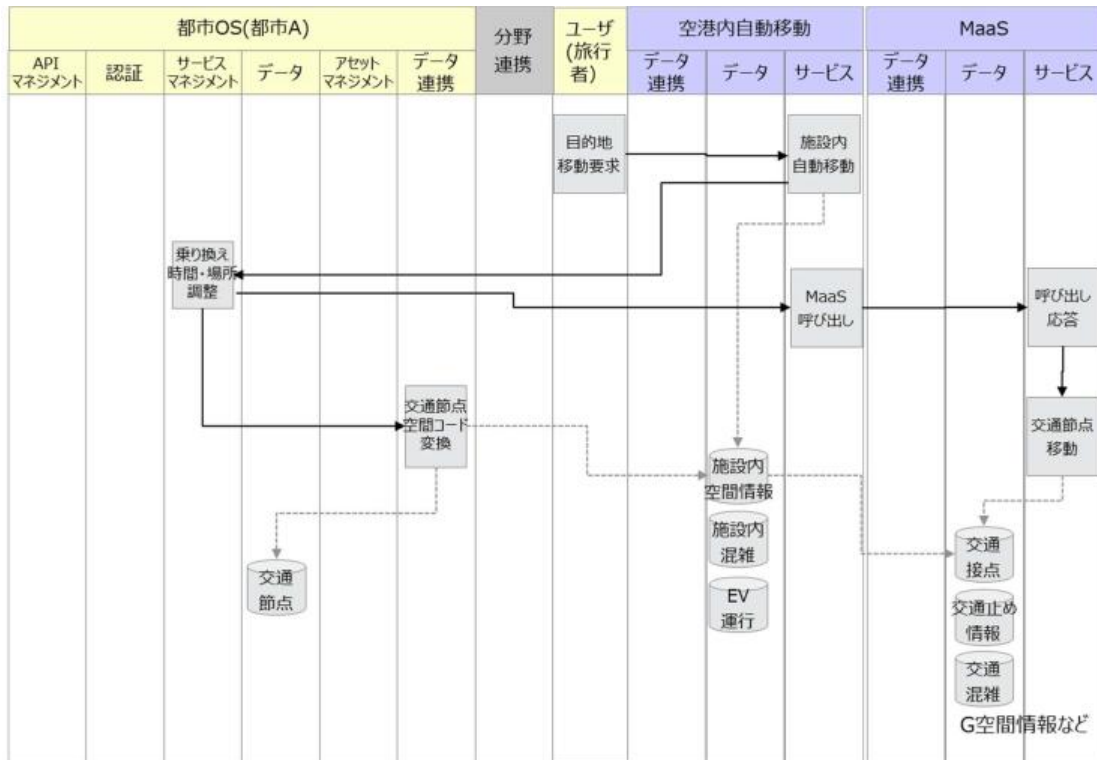 都市OS(都市A)
分野
連携
ユーザ
(旅行
者)
空港内自動移動
MaaS
API
マネジメント
認証
サービス
マネジメント
データ
アセット
マネジメント
データ
連携
データ
連携
データ
サービス
データ
連携
データ
サービス
目的地
移動要求
施設内
自動移動
乗り換え
時間・場所
調整
MaaS
呼び出し
呼び出し
応答
交通節点
空間コード
変換
交通節点
移動
施設内
空間情報
施設内
混雑
交通
接点
交通
節点
EV
運行
交通止め
情報
交通
混雑
G空間情報など